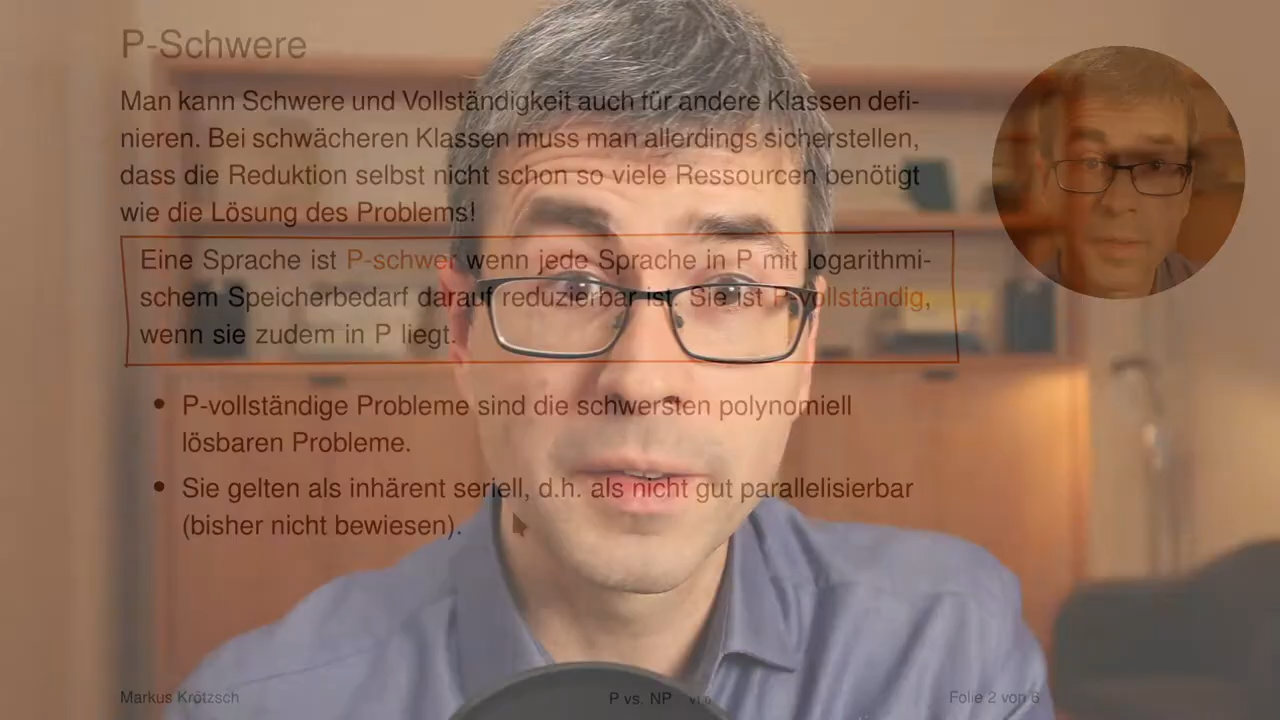 P-Schwere
Man kann Schwere und Vollständigkeit auch für andere Klassen defi-
nieren. Bei schwächeren Klassen muss man allerdings sicherstellen,
dass die Reduktion selbst nicht schon so viele Ressourcen benötigt
wie die Lösung des Problems!
Eine Sprache ist P-schwer wenn jede Sprache in P mit logarithmi-
schem Speicherbedarf darauf reduzierbar ist. Sie ist P-vollständig,
wenn sie zudem in P liegt.
• P-vollständige Probleme sind die schwersten polynomiell
lösbaren Probleme.
• Sie gelten als inhärent seriell, d.h. als nicht gut parallelisierbar
(bisher nicht bewiesen).
Markus Krötzsch
P vs. NP
v1.0
Folie 2 von 6